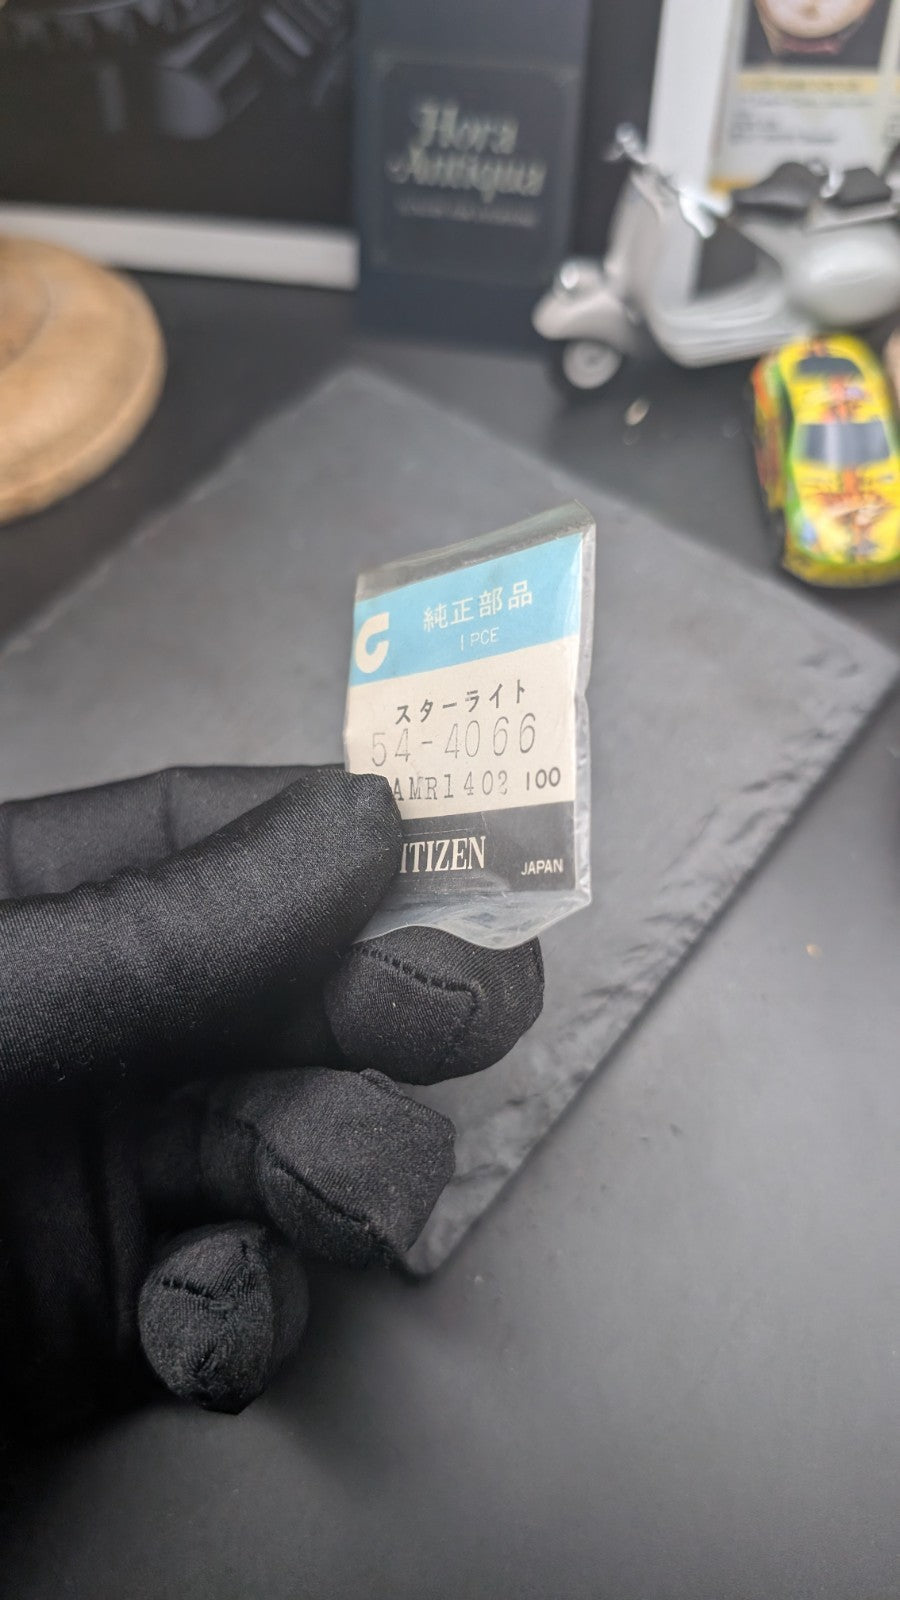 Hora
Antiqua
純正部品
1 PCE
スターライト
54-4066
AMR1402 100
ITIZEN
JAPAN